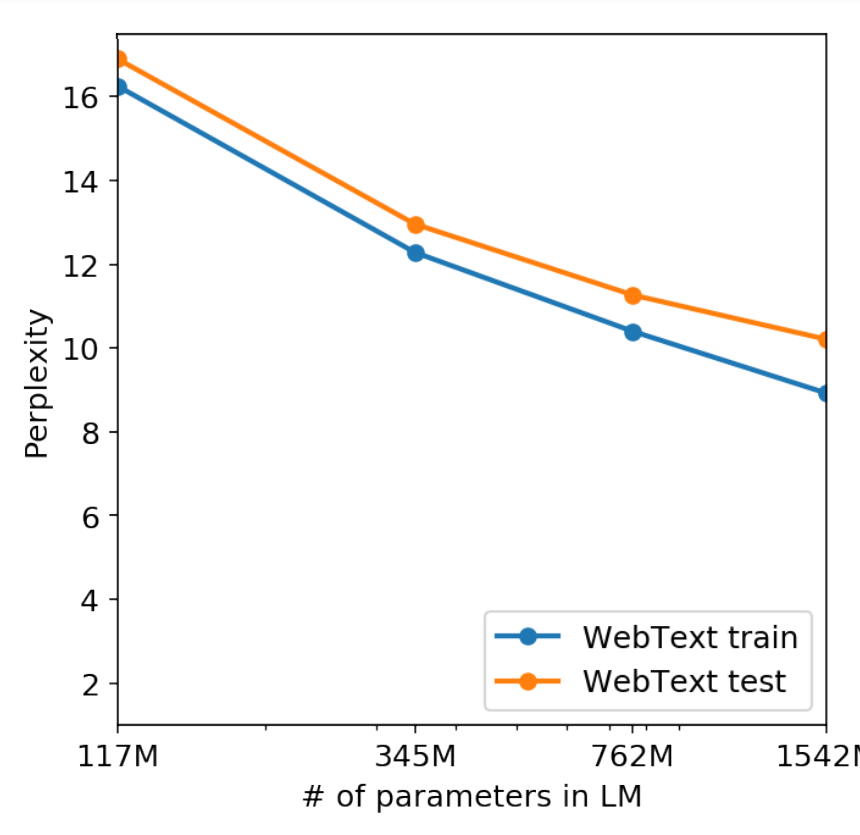 16
14
12
10
8
6
4
2
Perplexity
WebText train
WebText test
117M 345M 762M 1542M
# of parameters in LM